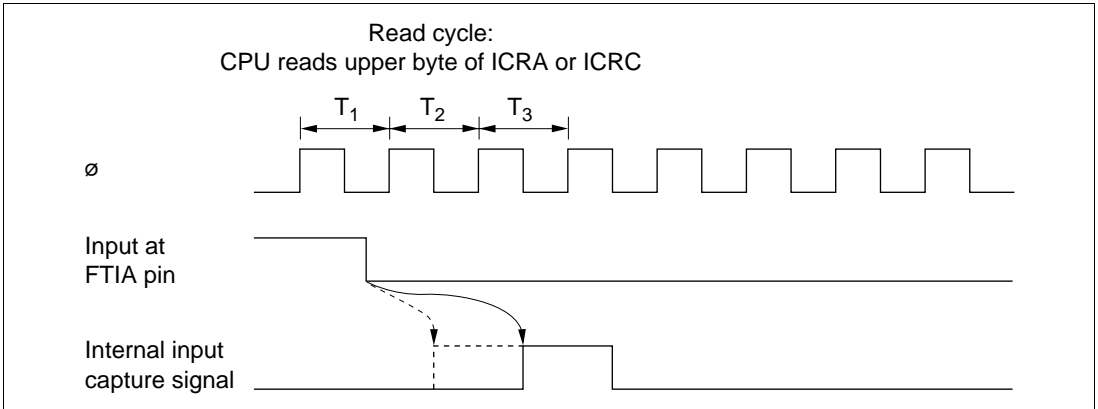 Read cycle:
CPU reads upper byte of ICRA or ICRC
T₁ T₂ T₃
ø
Input at
FTIA pin
Internal input
capture signal